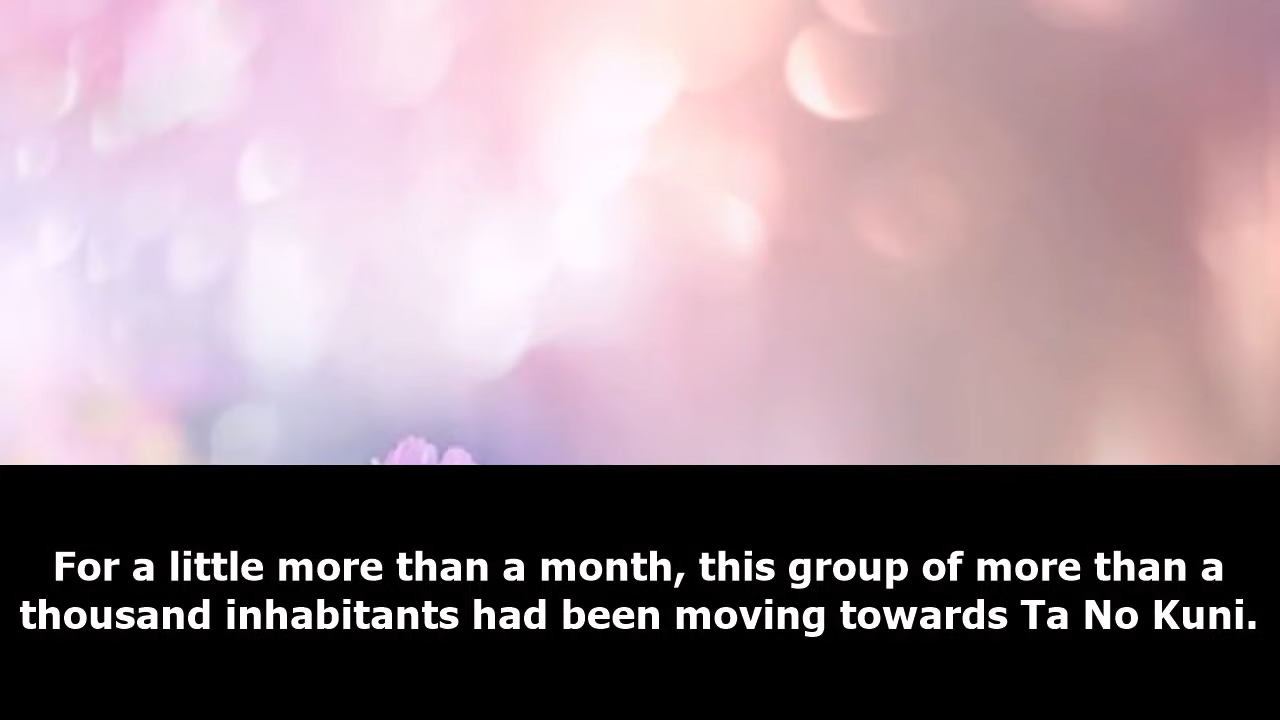 For a little more than a month, this group of more than a
thousand inhabitants had been moving towards Ta No Kuni.